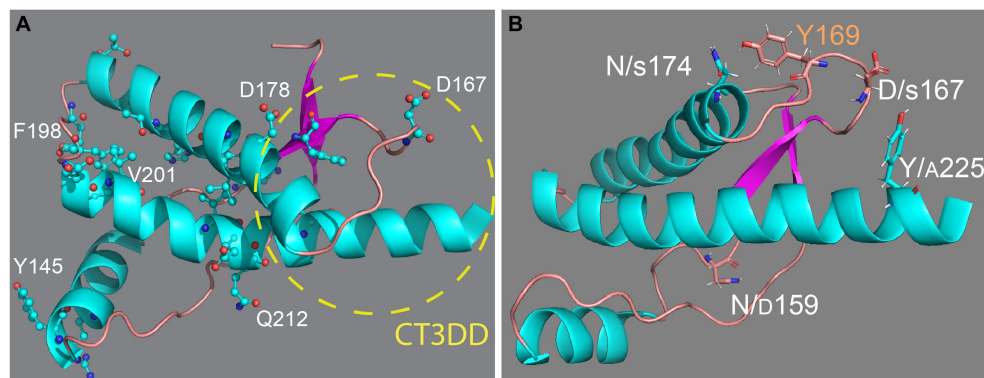 A
D178
D167
F198
V201
Y145
Q212
CT3DD
B
Y169
N/s174
D/s167
Y/A225
N/D159